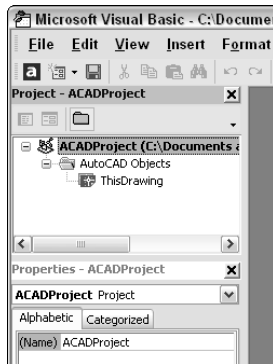 Microsoft Visual Basic - C:\Docume
File Edit View Insert Format
a
Project - ACADProject
ACADProject (C:\Documents a
AutoCAD Objects
ThisDrawing
Properties - ACADProject
ACADProject Project
Alphabetic Categorized
(Name) ACADProject